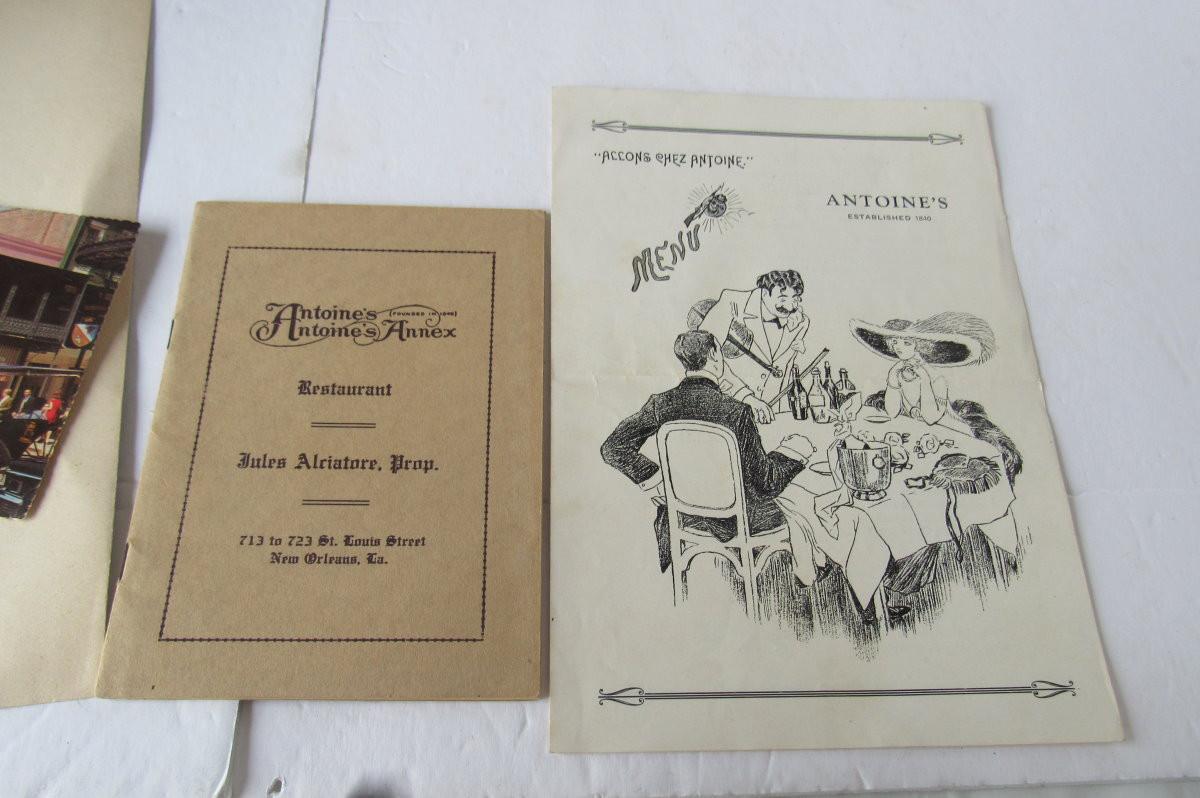 Antoine's (FOUNDED IN 1840)
Antoine's Annex
Restaurant
Jules Alciatore, Prop.
713 to 723 St. Louis Street
New Orleans, La.
"ALLONS CHEZ ANTOINE."
ANTOINE'S
ESTABLISHED 1840
MENU